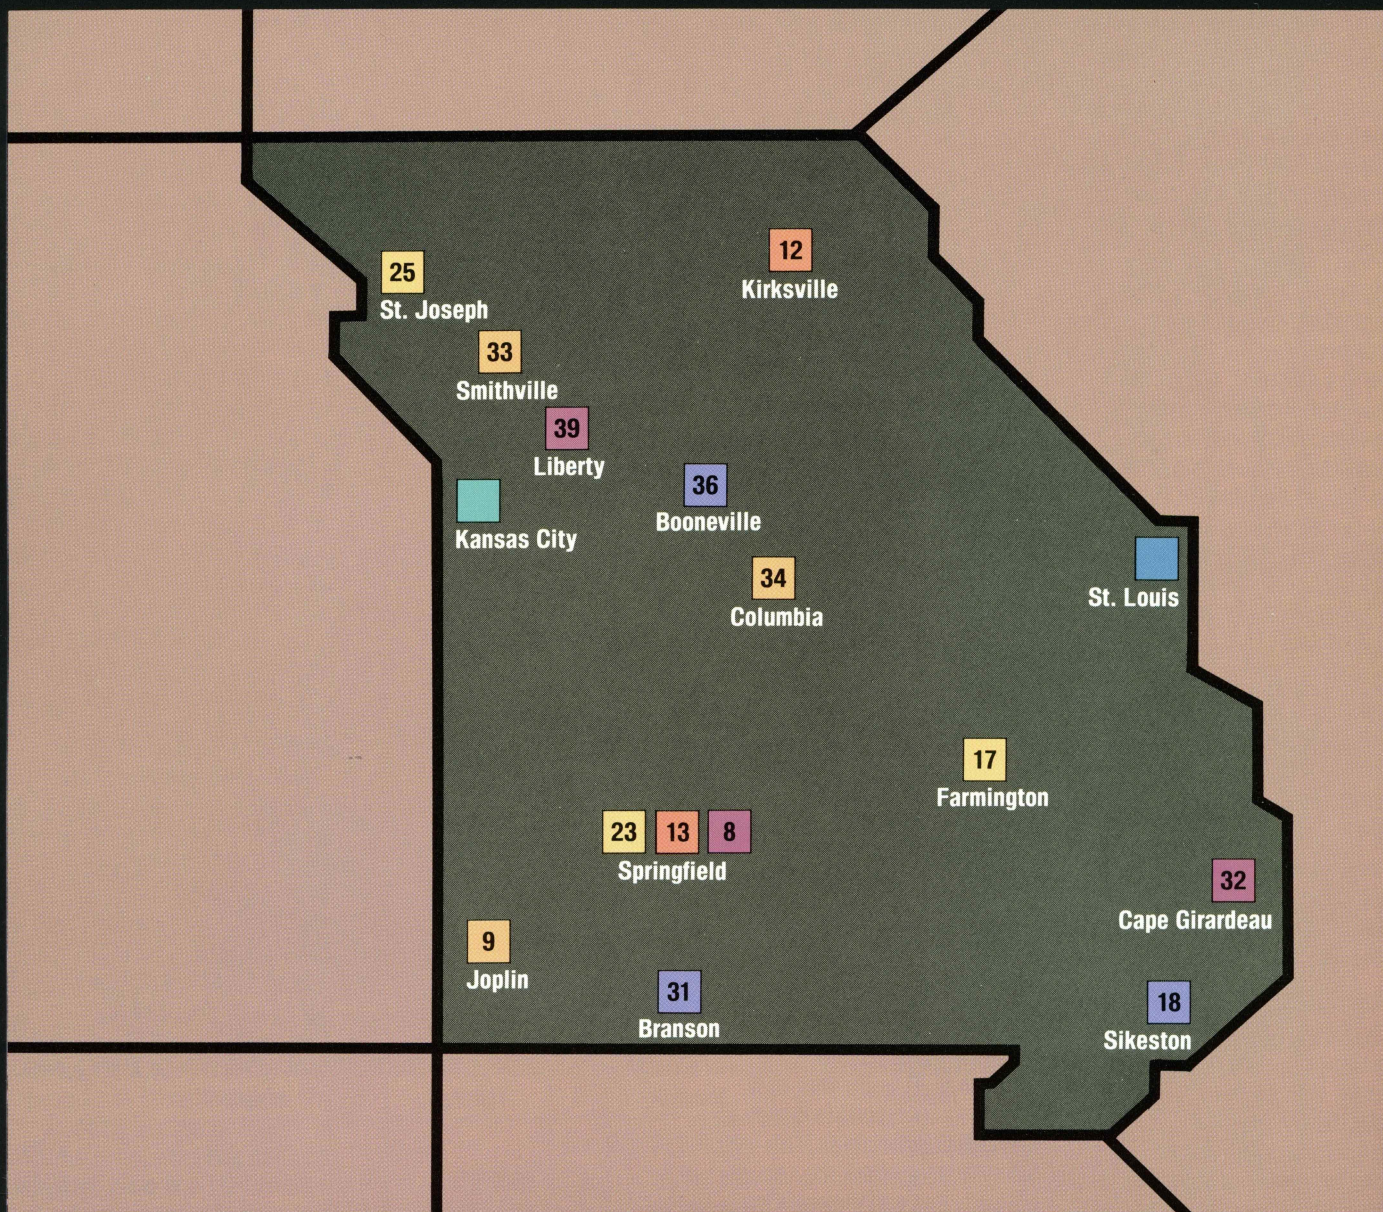 12
Kirksville
25
St. Joseph
33
Smithville
39
Liberty
36
Booneville
Kansas City
34
Columbia
St. Louis
17
Farmington
23 13 8
Springfield
32
Cape Girardeau
9
Joplin
31
Branson
18
Sikeston